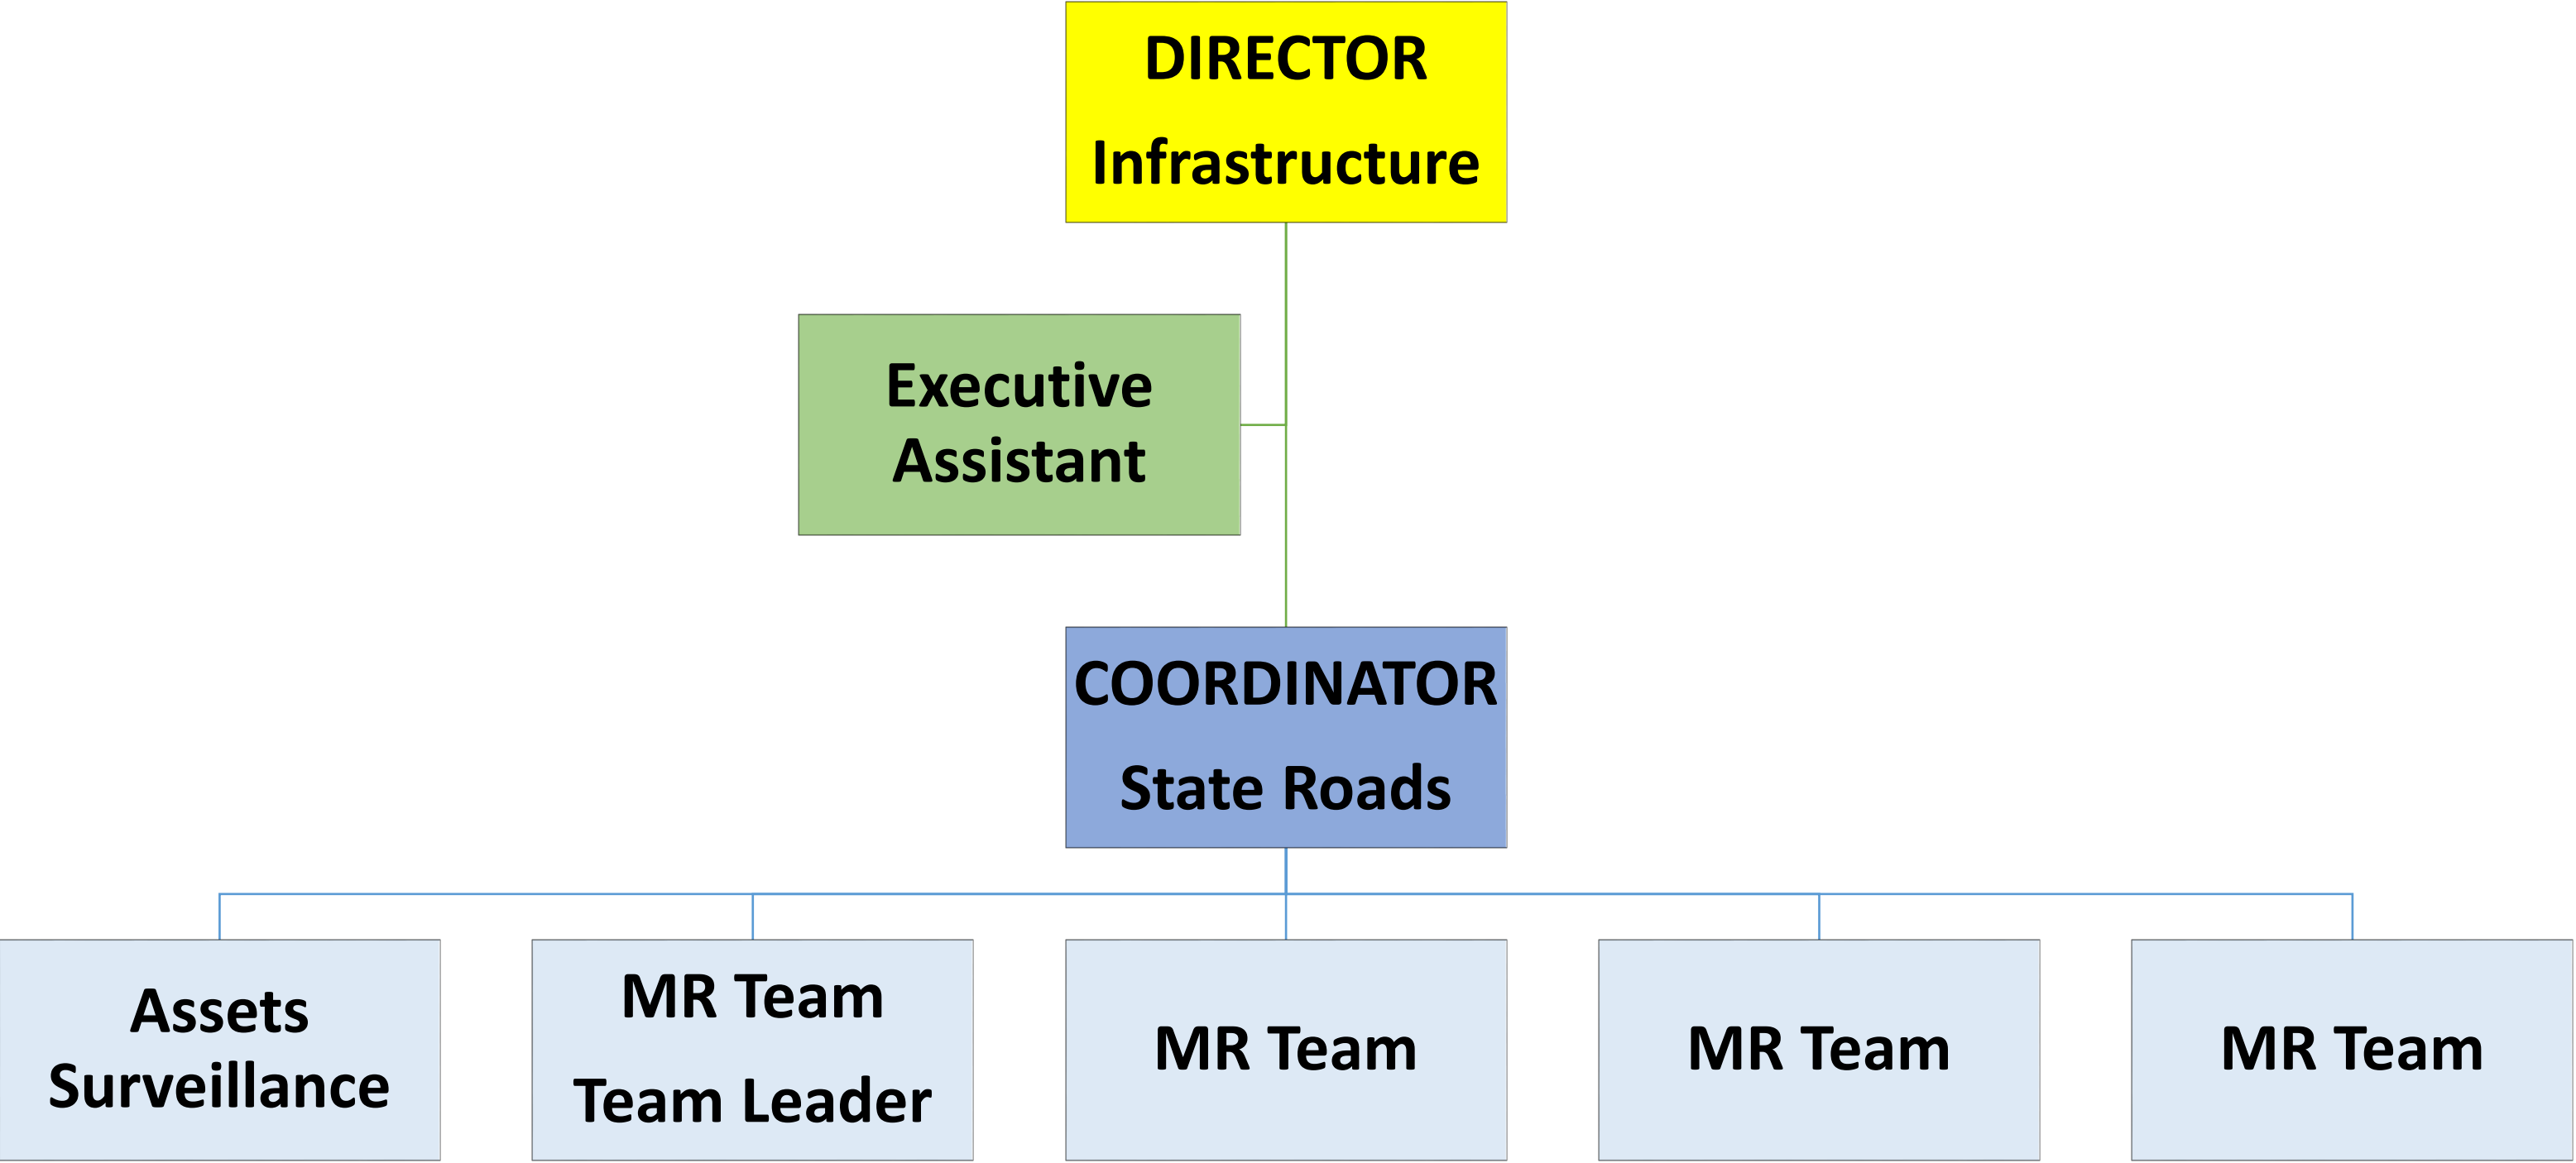 DIRECTOR
Infrastructure
Executive
Assistant
COORDINATOR
State Roads
Assets
Surveillance
MR Team
Team Leader
MR Team
MR Team
MR Team